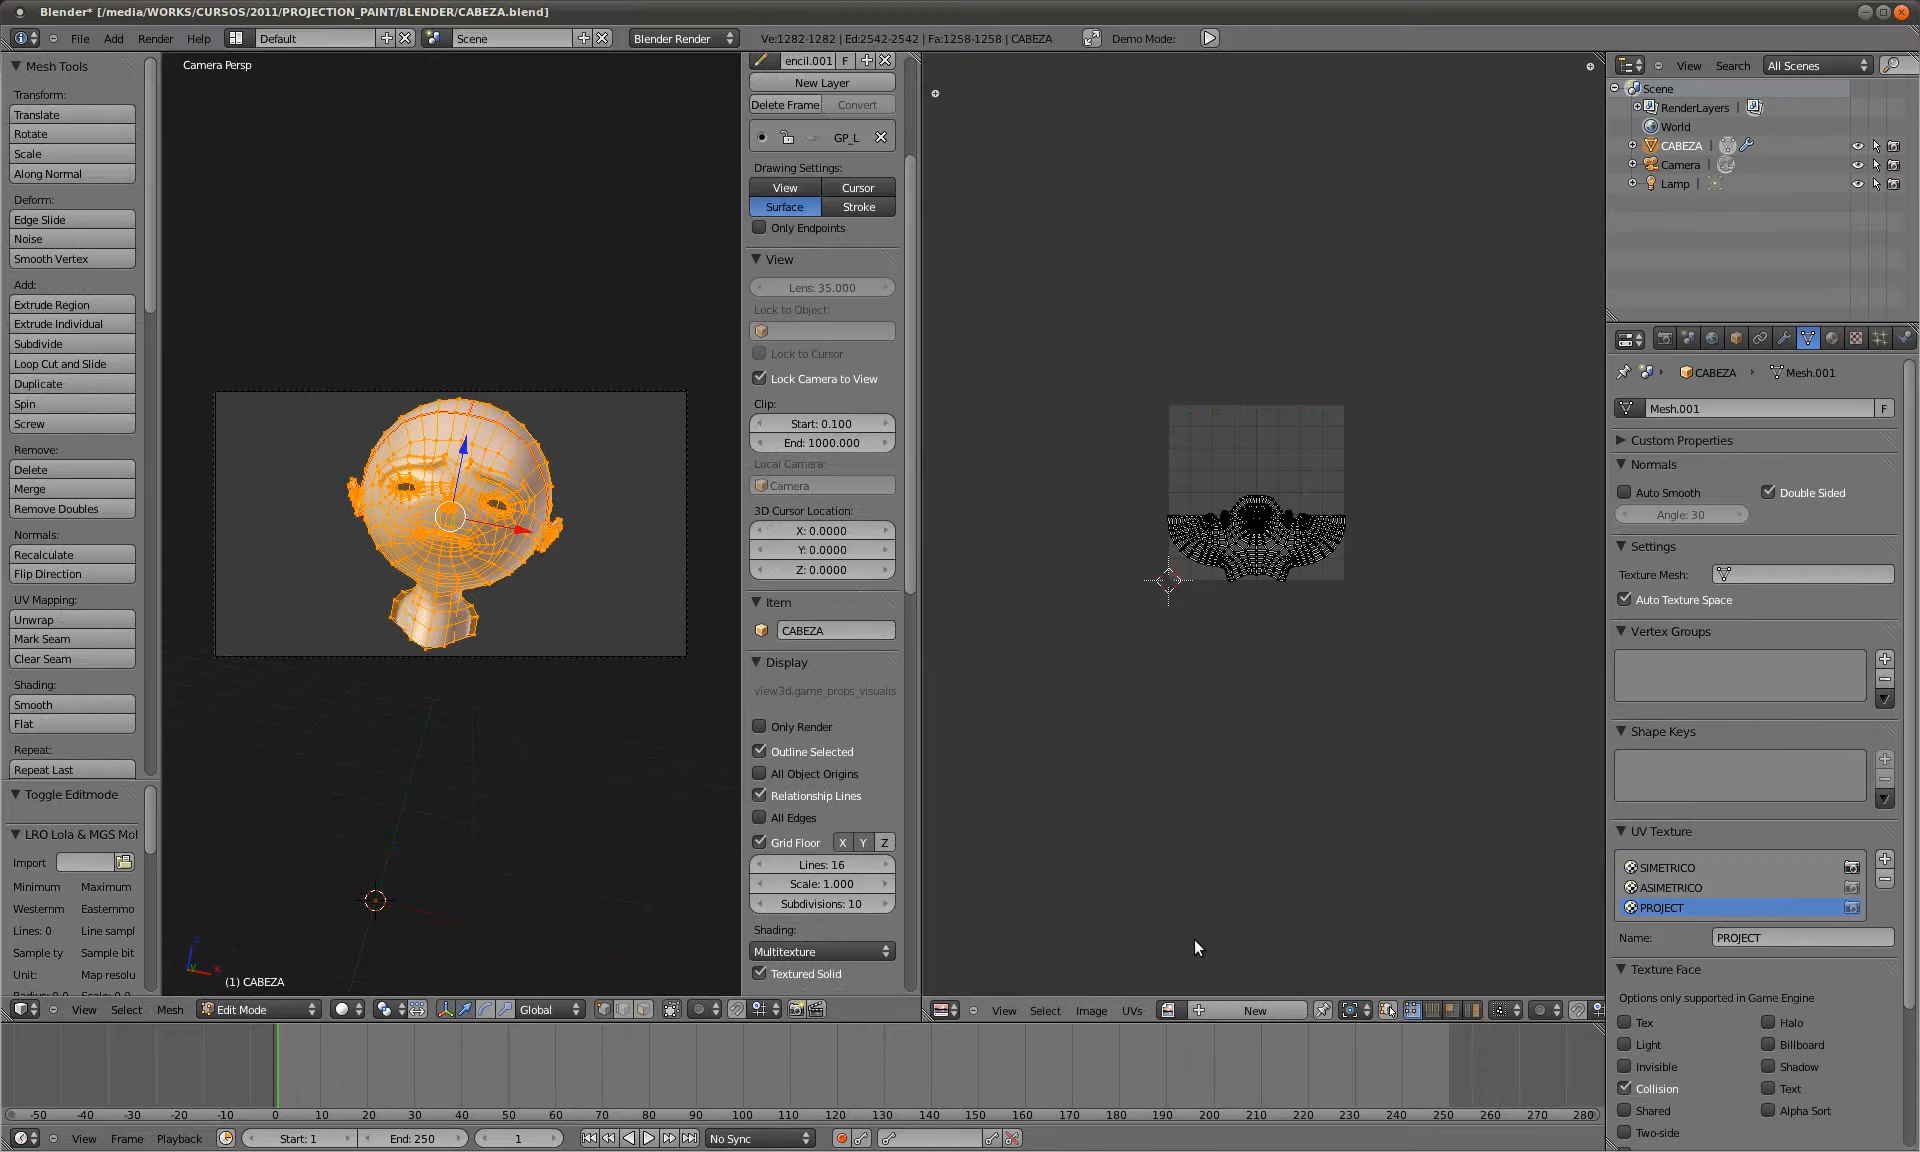 Blender* [/media/WORKS/CURSOS/2011/PROJECTION_PAINT/BLENDER/CABEZA.blend]
File Add Render Help Default Scene Blender Render Ve:1282-1282 | Ed:2542-2542 | Fa:1258-1258 | CABEZA Demo Mode:
Mesh Tools
Transform:
Translate
Rotate
Scale
Along Normal
Deform:
Edge Slide
Noise
Smooth Vertex
Add:
Extrude Region
Extrude Individual
Subdivide
Loop Cut and Slide
Duplicate
Spin
Screw
Remove:
Delete
Merge
Remove Doubles
Normals:
Recalculate
Flip Direction
UV Mapping:
Unwrap
Mark Seam
Clear Seam
Shading:
Smooth
Flat
Repeat:
Repeat Last
Toggle Editmode
LRO Lola & MGS Mol
Import
Minimum Maximum
Westernm Easternmo
Lines: 0 Line sampl
Sample ty Sample bit
Unit: Map resolu
Camera Persp
(1) CABEZA
View Select Mesh Edit Mode Global
encil.001 F
New Layer
Delete Frame Convert
GP_L
Drawing Settings:
View Cursor
Surface Stroke
Only Endpoints
View
Lens: 35.000
Lock to Object:
Lock to Cursor
Lock Camera to View
Clip:
Start: 0.100
End: 1000.000
Local Camera:
Camera
3D Cursor Location:
X: 0.0000
Y: 0.0000
Z: 0.0000
Item
CABEZA
Display
view3d.game_props_visualis
Only Render
Outline Selected
All Object Origins
Relationship Lines
All Edges
Grid Floor X Y Z
Lines: 16
Scale: 1.000
Subdivisions: 10
Shading:
Multitexture
Textured Solid
View Select Image UVs New
View Search All Scenes
Scene
RenderLayers |
World
CABEZA |
Camera |
Lamp |
CABEZA Mesh.001
Mesh.001 F
Custom Properties
Normals
Auto Smooth Double Sided
Angle: 30
Settings
Texture Mesh:
Auto Texture Space
Vertex Groups
Shape Keys
UV Texture
SIMETRICO
ASIMETRICO
PROJECT
Name: PROJECT
Texture Face
Options only supported in Game Engine
Tex Halo
Light Billboard
Invisible Shadow
Collision Text
Shared Alpha Sort
Two-side
-50 -40 -30 -20 -10 0 10 20 30 40 50 60 70 80 90 100 110 120 130 140 150 160 170 180 190 200 210 220 230 240 250 260 270 280
View Frame Playback Start: 1 End: 250 1 No Sync